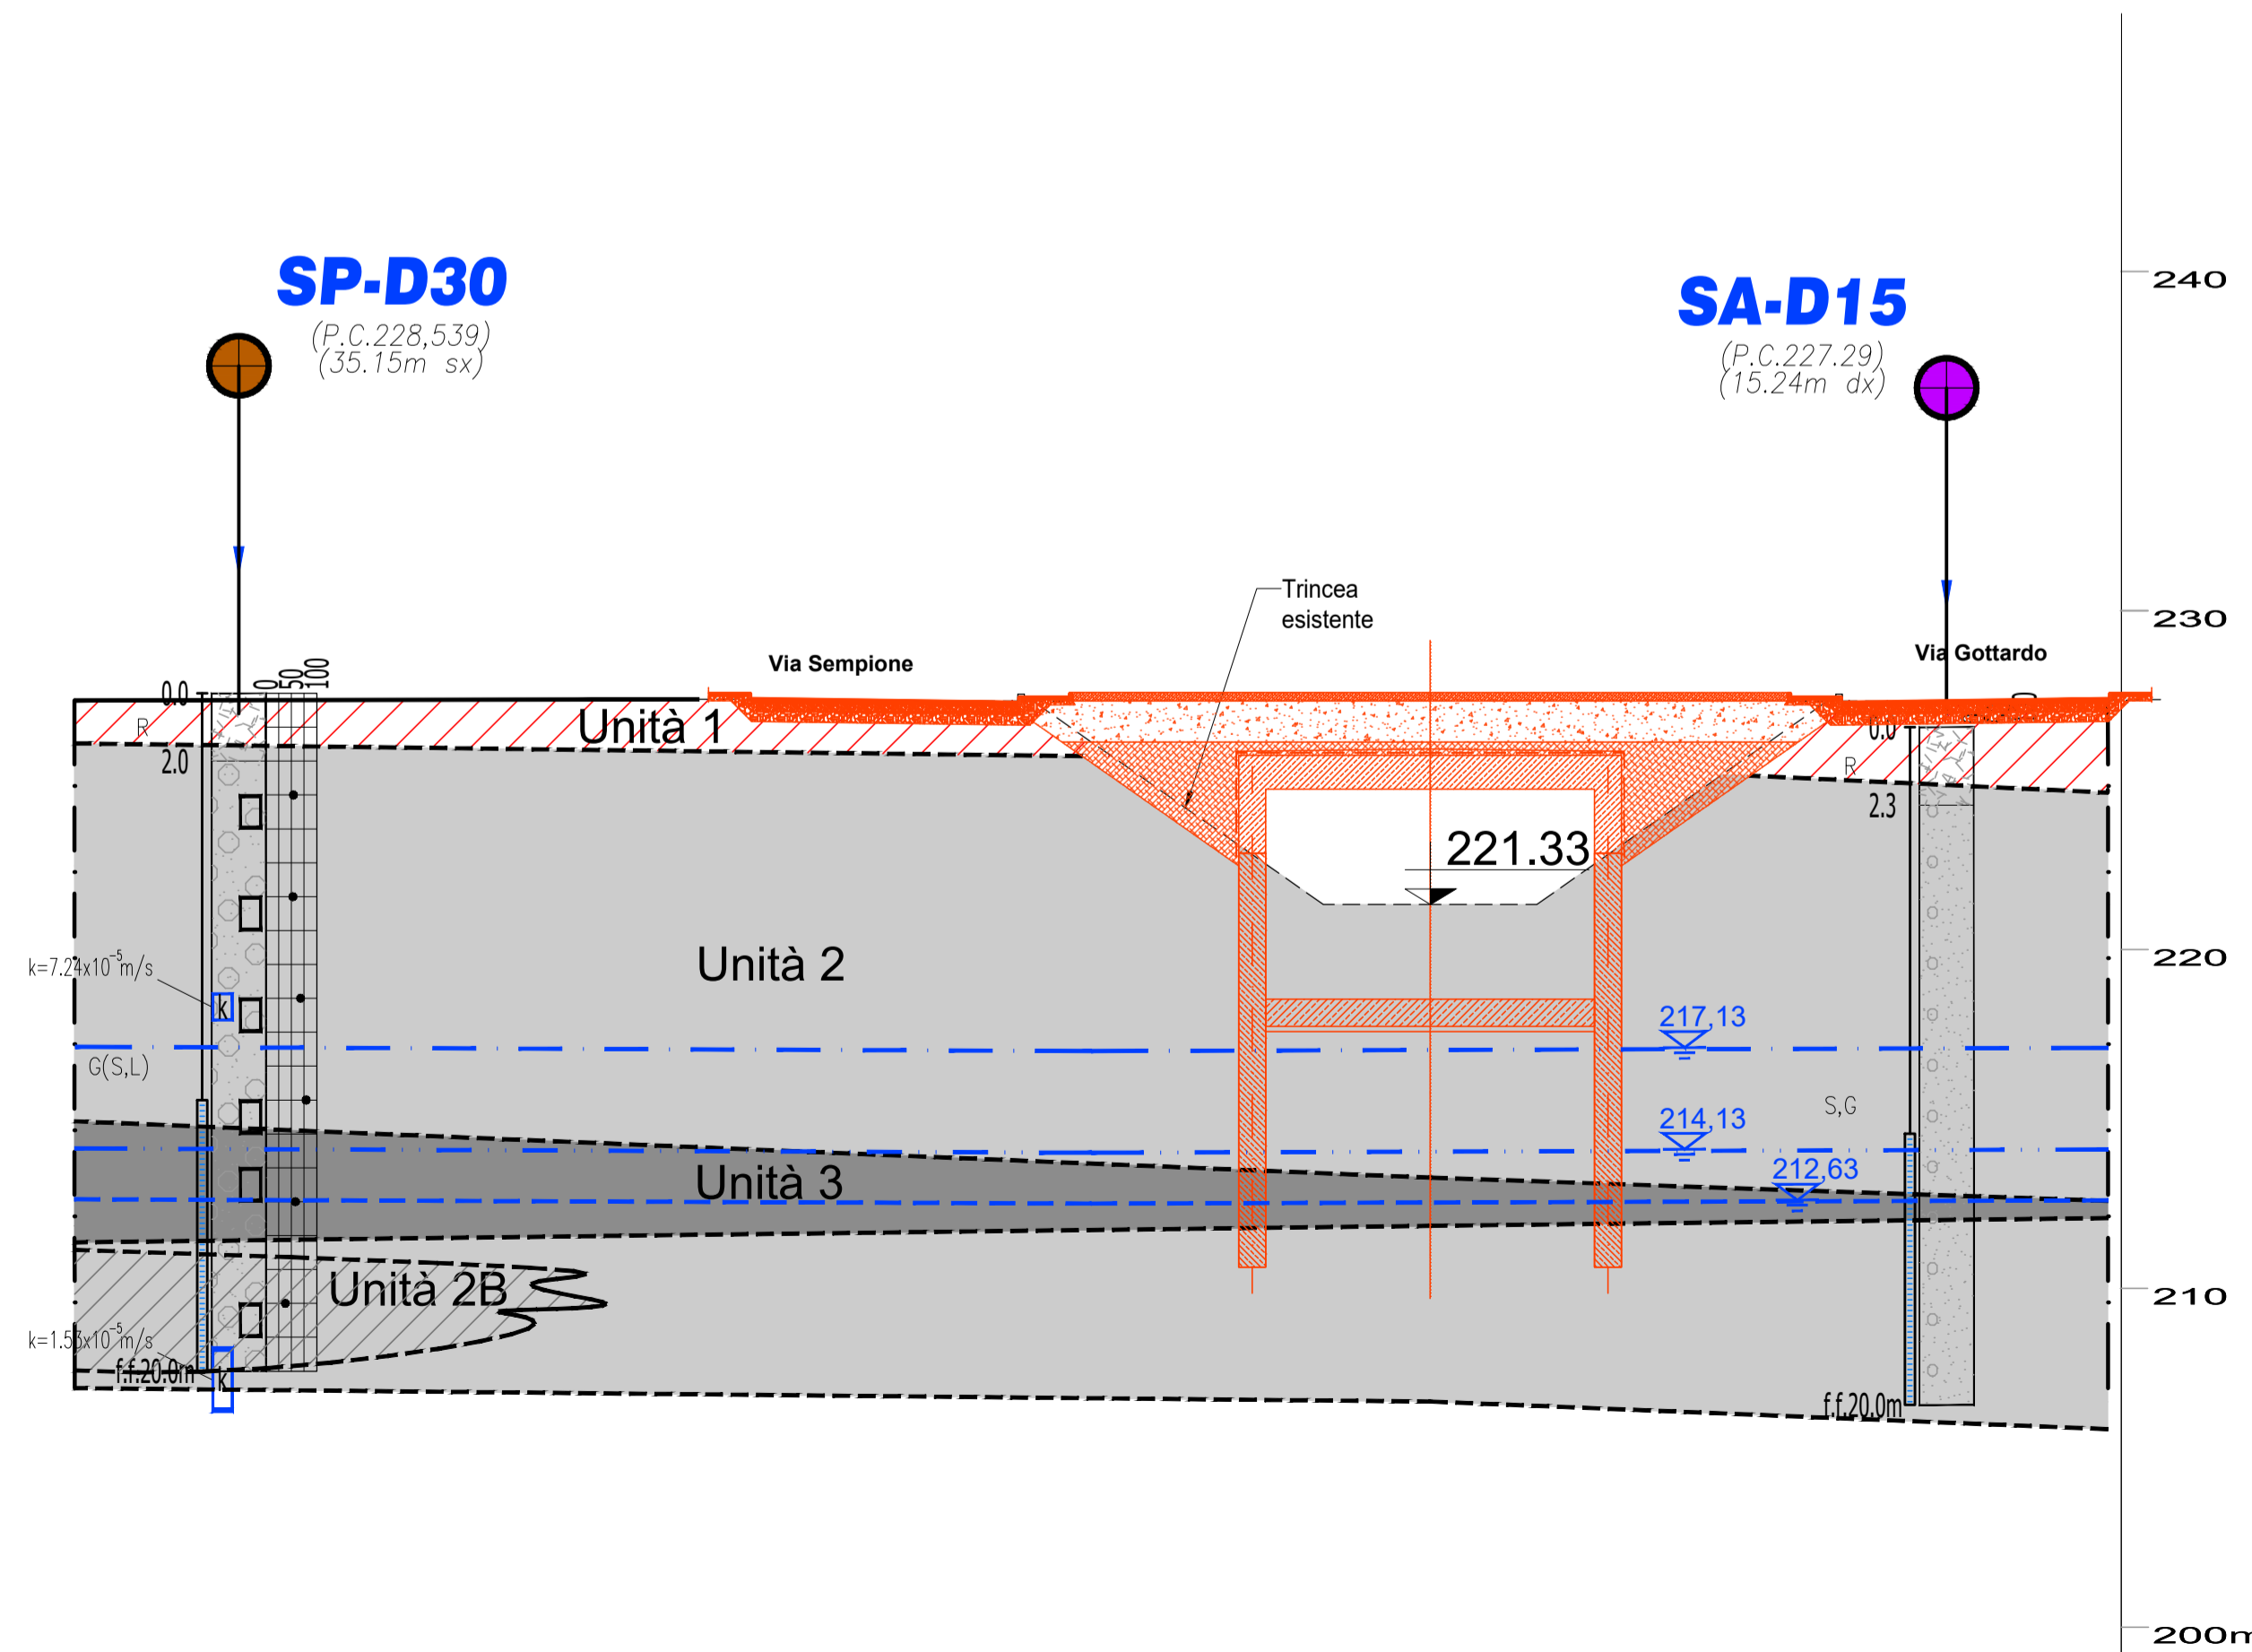 240
SP-D30
(P.C.228,539)
(35.15m sx)
SA-D15
(P.C.227.29)
(15.24m dx)
Trincea
esistente
230
Via Sempione
Via Gottardo
0.0
0
50
100
R
Unità 1
0.0
2.0
R
2.3
221.33
220
Unità 2
k=7.24x10⁻⁵m/s
k
217,13
G(S,L)
214,13
S,G
212,63
Unità 3
210
Unità 2B
k=1.53x10⁻⁵m/s
f.f.20.0m
k
f.f.20.0m
200m